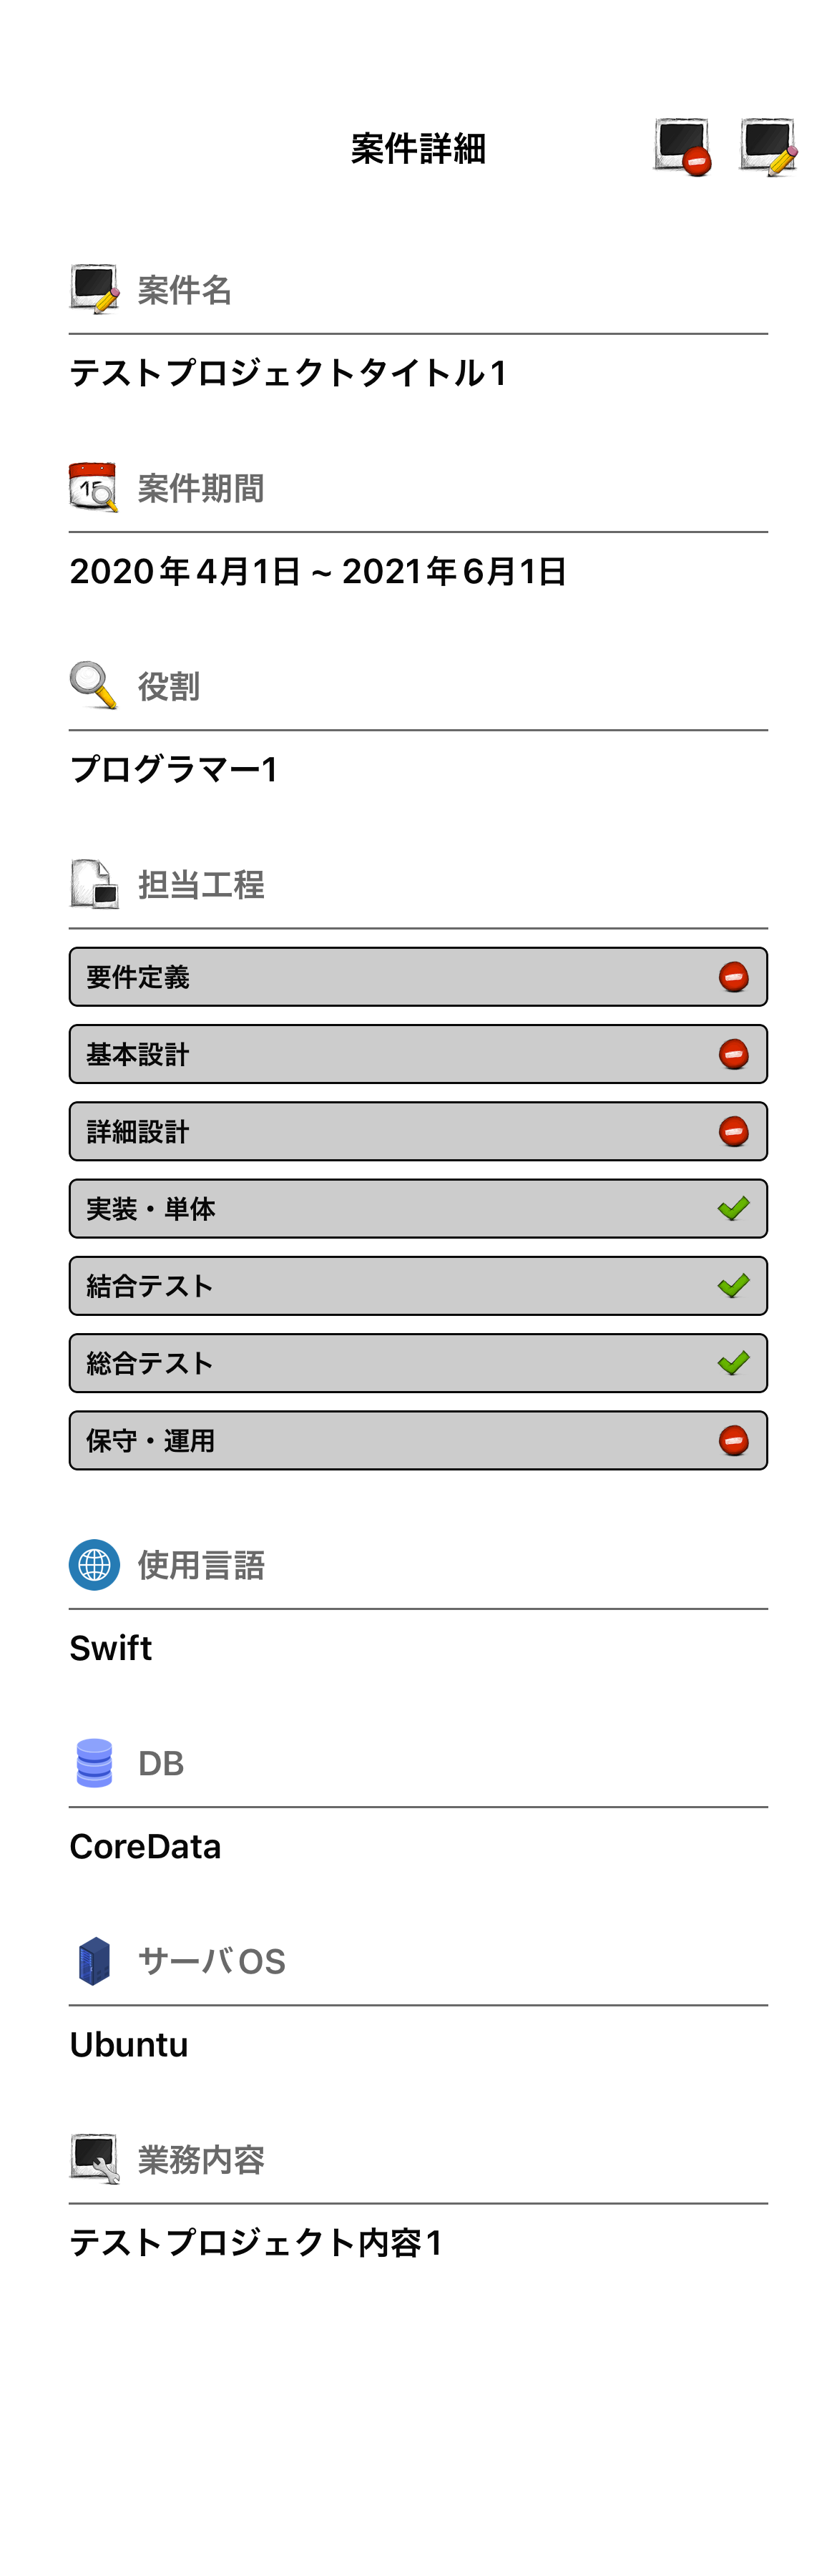 案件詳細
案件名
テストプロジェクトタイトル1
15
案件期間
2020年4月1日 ~ 2021年6月1日
役割
プログラマー1
担当工程
要件定義
基本設計
詳細設計
実装・単体
結合テスト
総合テスト
保守・運用
使用言語
Swift
DB
CoreData
サーバOS
Ubuntu
業務内容
テストプロジェクト内容1